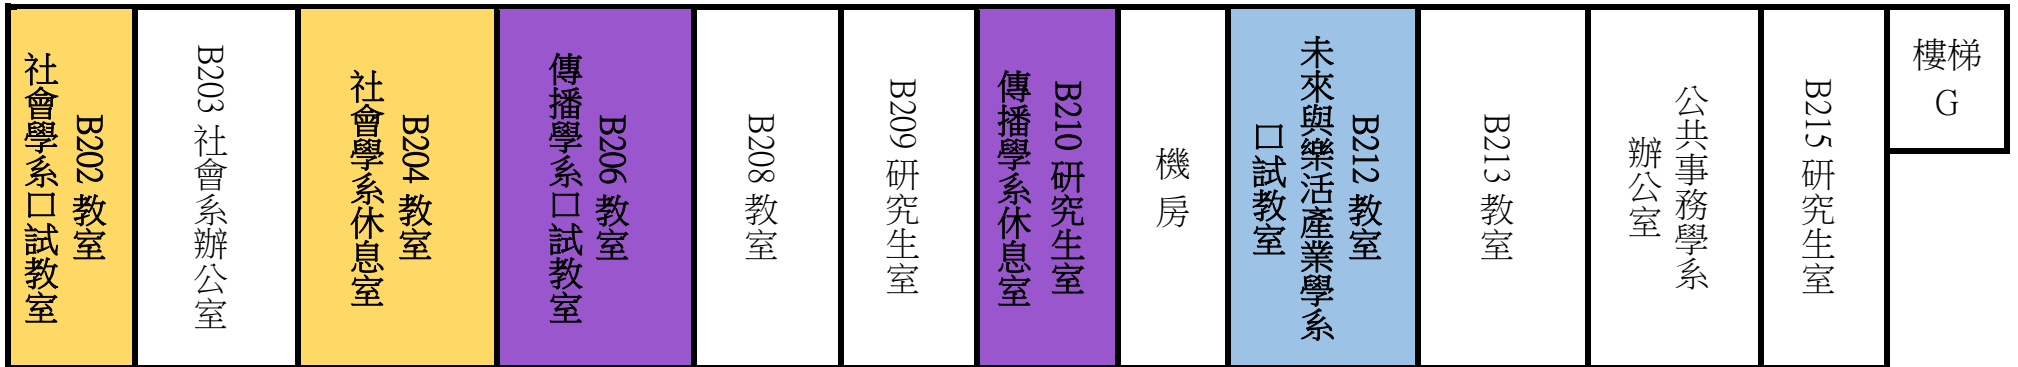 B202 教室
社會學系口試教室
B203 社會系辦公室
B204 教室
社會學系休息室
B206 教室
傳播學系口試教室
B208 教室
B209 研究生室
B210 研究生室
傳播學系休息室
機房
B212 教室
未來與樂活產業學系
口試教室
B213 教室
公共事務學系
辦公室
B215 研究生室
樓梯
G